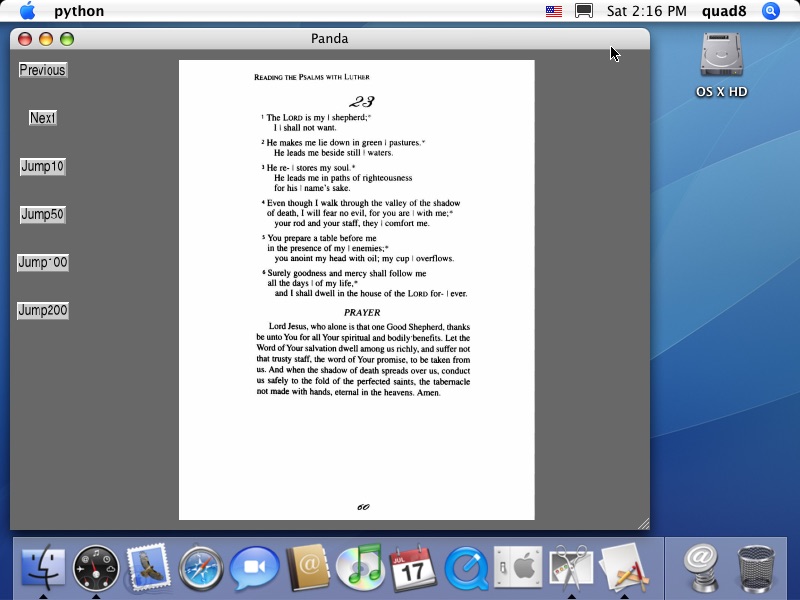 python
Sat 2:16 PM
quad8
Panda
Previous
Next
Jump10
Jump50
Jump100
Jump200
READING THE PSALMS WITH LUTHER
23
1 The LORD is my | shepherd;*
I | shall not want.
2 He makes me lie down in green | pastures.*
He leads me beside still | waters.
3 He re- | stores my soul.*
He leads me in paths of righteousness
for his | name's sake.
4 Even though I walk through the valley of the shadow
of death, I will fear no evil, for you are | with me;*
your rod and your staff, they | comfort me.
5 You prepare a table before me
in the presence of my | enemies;*
you anoint my head with oil; my cup | overflows.
6 Surely goodness and mercy shall follow me
all the days | of my life,*
and I shall dwell in the house of the LORD for- | ever.
PRAYER
Lord Jesus, who alone is that one Good Shepherd, thanks
be unto You for all Your spiritual and bodily benefits. Let the
Word of Your salvation dwell among us richly, and suffer not
that trusty staff, the word of Your promise, to be taken from
us. And when the shadow of death spreads over us, conduct
us safely to the fold of the perfected saints, the tabernacle
not made with hands, eternal in the heavens. Amen.
60
OS X HD
JUL
17